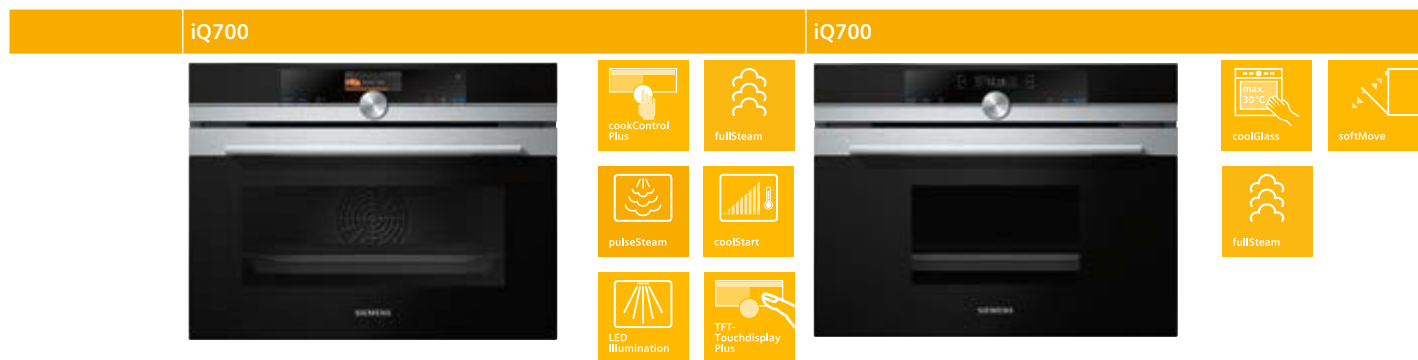 iQ700
iQ700
cookControl
Plus
fullSteam
pulseSteam
coolStart
LED
Illumination
TFT-
Touchdisplay
Plus
SIEMENS
max.
30°C
coolGlass
softMove
fullSteam
SIEMENS